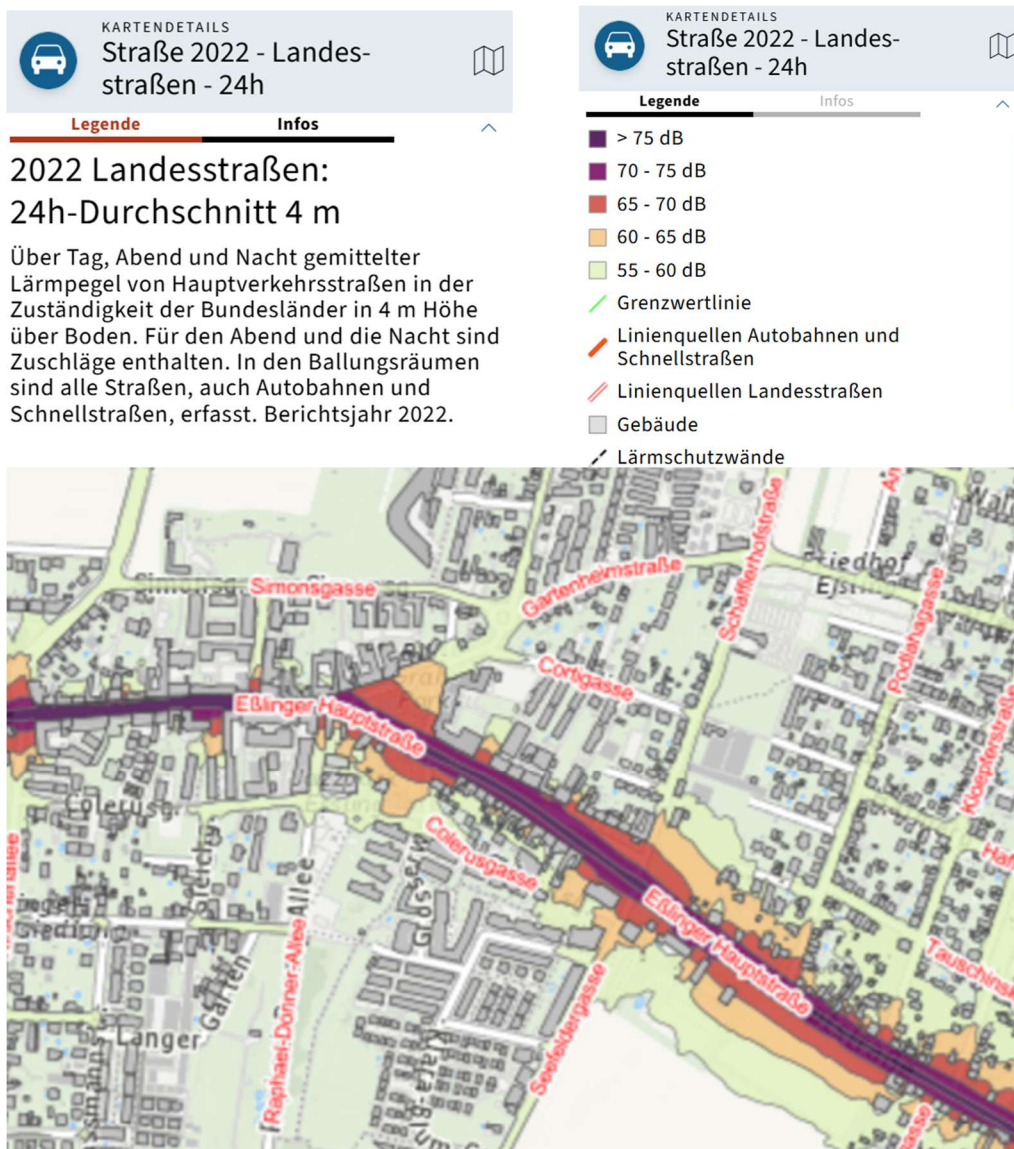 KARTENDETAILS
Straße 2022 - Landes-
straßen - 24h
Legende
Infos
2022 Landesstraßen:
24h-Durchschnitt 4 m
Über Tag, Abend und Nacht gemittelter
Lärmpegel von Hauptverkehrsstraßen in der
Zuständigkeit der Bundesländer in 4 m Höhe
über Boden. Für den Abend und die Nacht sind
Zuschläge enthalten. In den Ballungsräumen
sind alle Straßen, auch Autobahnen und
Schnellstraßen, erfasst. Berichtsjahr 2022.
KARTENDETAILS
Straße 2022 - Landes-
straßen - 24h
Legende
Infos
> 75 dB
70 - 75 dB
65 - 70 dB
60 - 65 dB
55 - 60 dB
Grenzwertlinie
Linienquellen Autobahnen und
Schnellstraßen
Linienquellen Landesstraßen
Gebäude
Lärmschutzwände
Simonsgasse
Gartenheimstraße
Schafflerhofstraße
Friedhof
Podlahagasse
Cortigasse
Kloepferstraße
Eßlinger Hauptstraße
Colerusg.
Colerusgasse
Eßlinger Hauptstraße
Tauschinsk
Raphael-Donner-Allee
Allee
Seefeldergasse
Langer
Garten